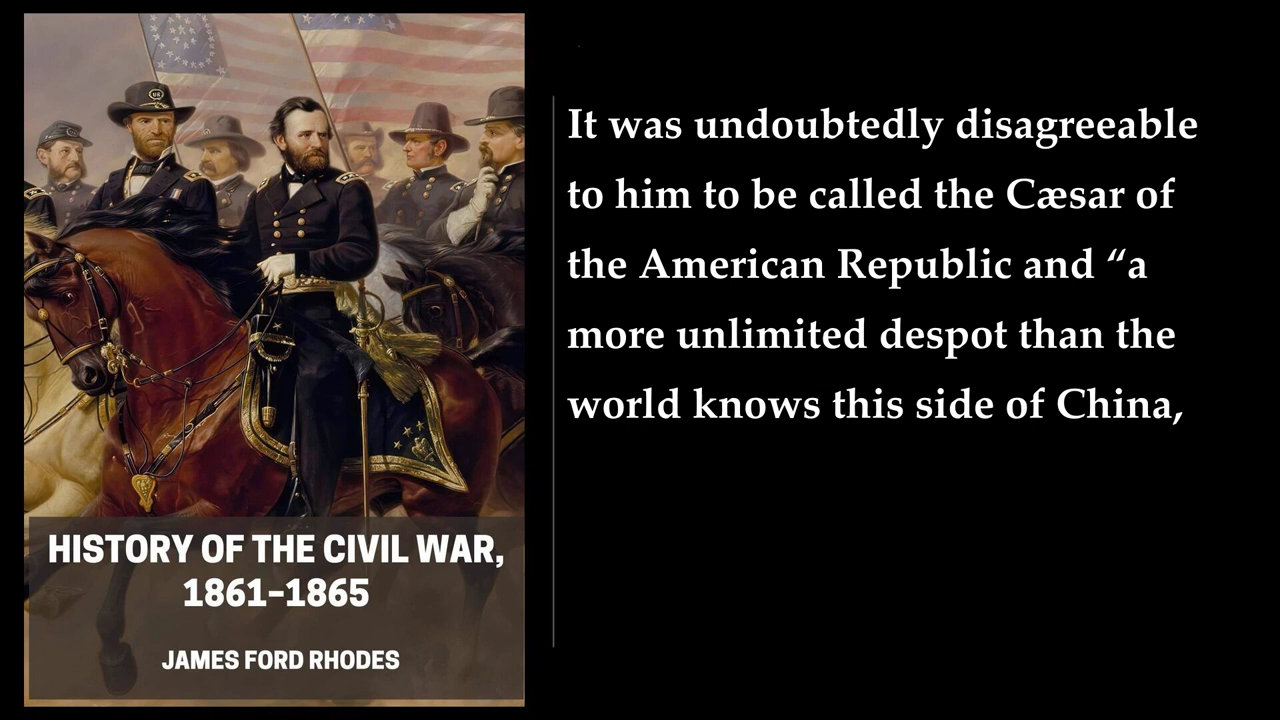 It was undoubtedly disagreeable
to him to be called the Cæsar of
the American Republic and “a
more unlimited despot than the
world knows this side of China,
HISTORY OF THE CIVIL WAR,
1861–1865
JAMES FORD RHODES